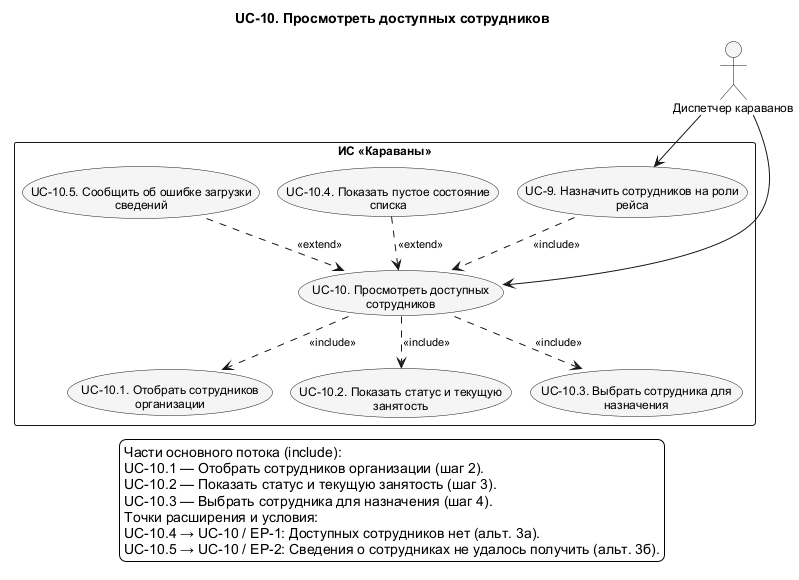 UC-10. Просмотреть доступных сотрудников
Диспетчер караванов
ИС «Караваны»
UC-10.5. Сообщить об ошибке загрузки
сведений
UC-10.4. Показать пустое состояние
списка
UC-9. Назначить сотрудников на роли
рейса
«extend»
«extend»
«include»
UC-10. Просмотреть доступных
сотрудников
«include»
«include»
«include»
UC-10.1. Отобрать сотрудников
организации
UC-10.2. Показать статус и текущую
занятость
UC-10.3. Выбрать сотрудника для
назначения
Части основного потока (include):
UC-10.1 — Отобрать сотрудников организации (шаг 2).
UC-10.2 — Показать статус и текущую занятость (шаг 3).
UC-10.3 — Выбрать сотрудника для назначения (шаг 4).
Точки расширения и условия:
UC-10.4 → UC-10 / EP-1: Доступных сотрудников нет (альт. 3а).
UC-10.5 → UC-10 / EP-2: Сведения о сотрудниках не удалось получить (альт. 3б).